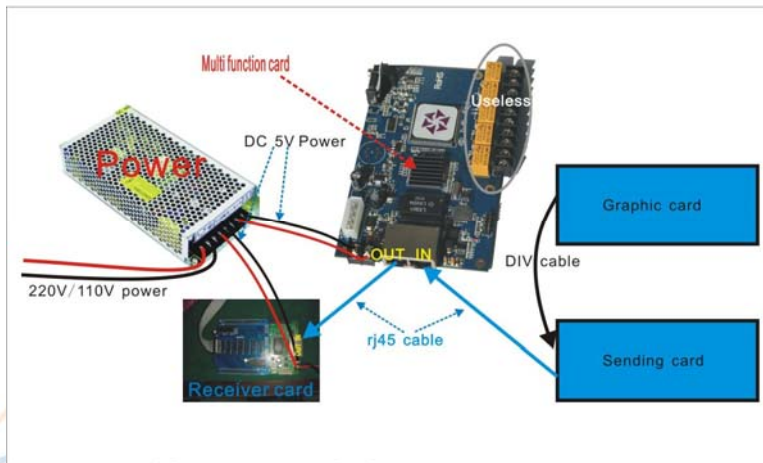 Multi function card
RoHS
Useless
Power
DC 5V Power
Graphic card
OUT IN
DIV cable
220V/110V power
rj45 cable
Sending card
Receiver card